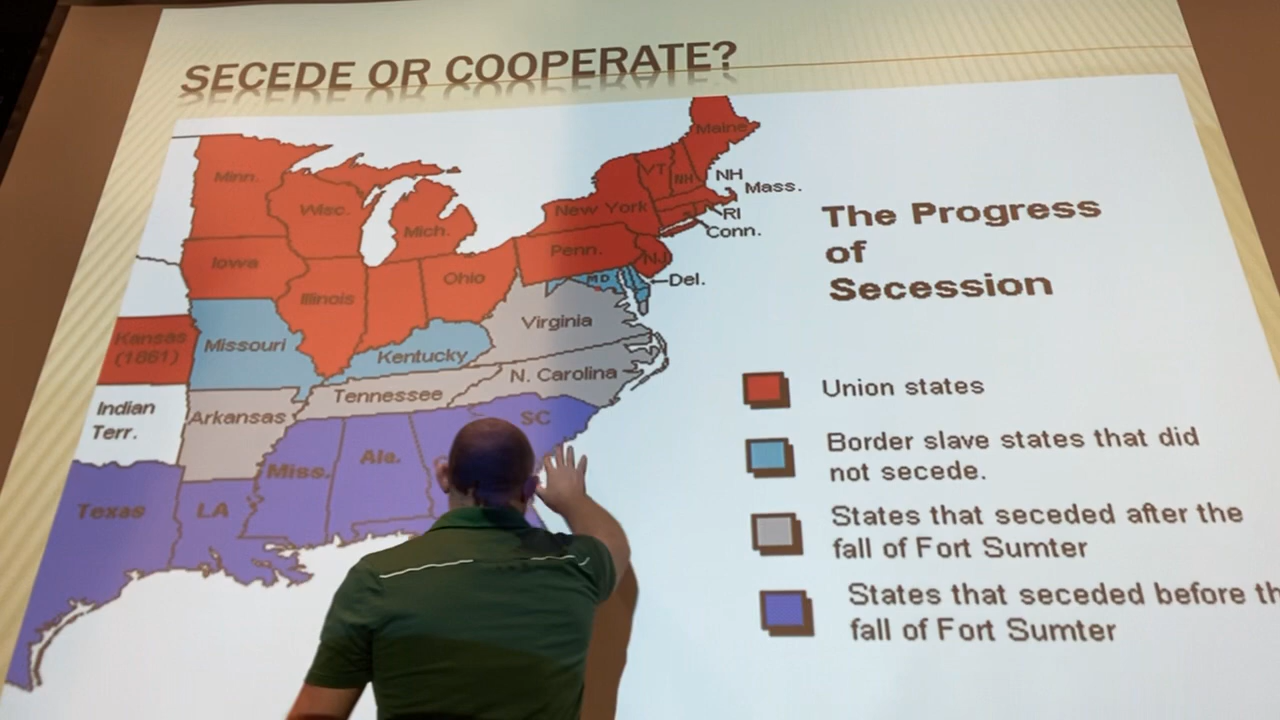 SECEDE OR COOPERATE?
Maine
Minn.
VT
NH
NH
Mass.
Wisc.
New York
RI
Mich.
Conn.
Penn.
NJ
Iowa
Ohio
MD
Del.
Illinois
Virginia
Kansas
(1861)
Missouri
Kentucky
N. Carolina
Tennessee
Indian
Terr.
Arkansas
SC
Miss.
Ala.
Texas
LA
The Progress
of
Secession
Union states
Border slave states that did
not secede.
States that seceded after the
fall of Fort Sumter
States that seceded before th
fall of Fort Sumter